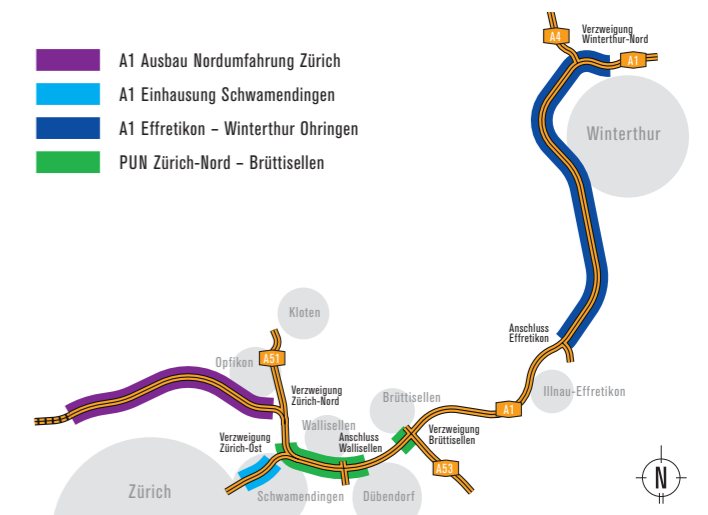 A1 Ausbau Nordumfahrung Zürich
A1 Einhausung Schwamendingen
A1 Effretikon – Winterthur Ohringen
PUN Zürich-Nord – Brüttisellen
Verzweigung
Winterthur-Nord
A4
A1
Winterthur
Kloten
Opfikon
A51
Anschluss
Effretikon
Illnau-Effretikon
A1
Verzweigung
Zürich-Nord
Brüttisellen
Wallisellen
Verzweigung
Zürich-Ost
Anschluss
Wallisellen
Verzweigung
Brüttisellen
A53
Zürich
Schwamendingen
Dübendorf
N